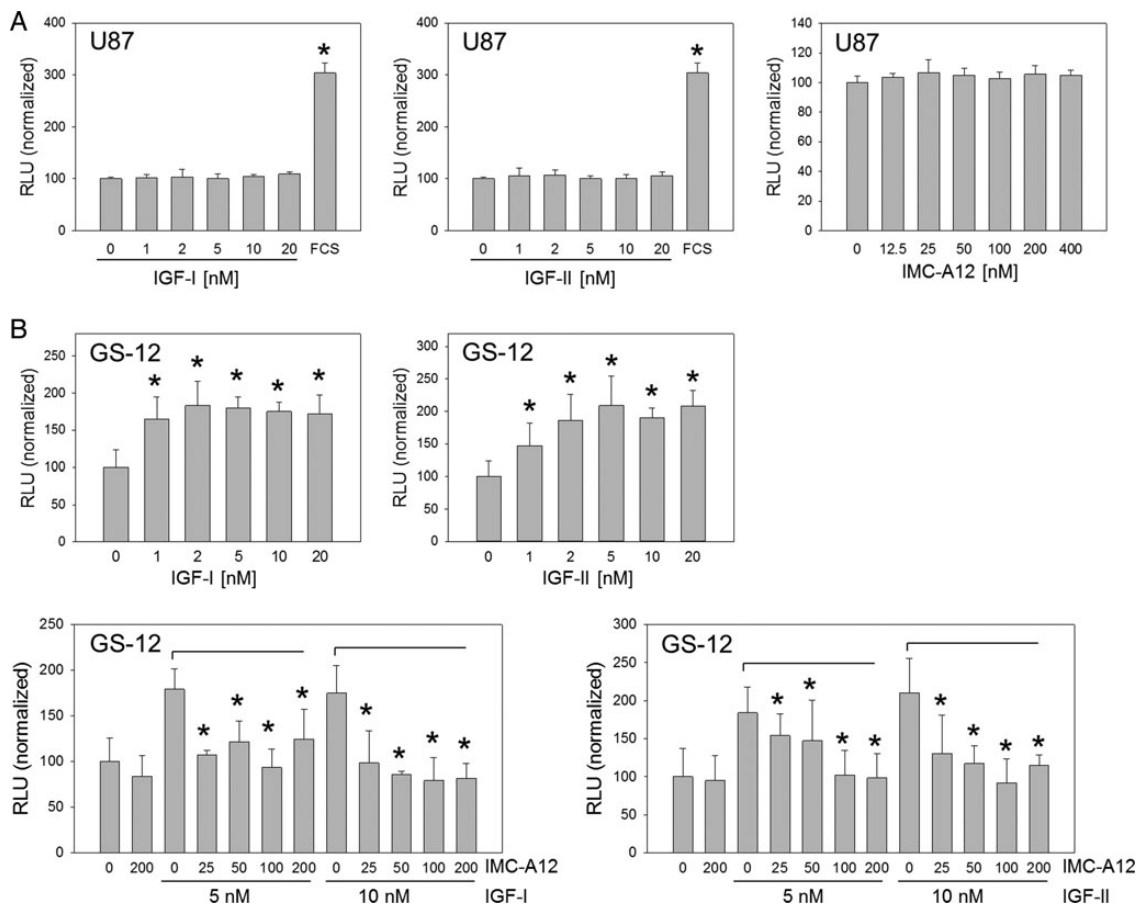 A
U87
RLU (normalized)
400
300
200
100
0
0 1 2 5 10 20 FCS
IGF-I [nM]
*
U87
RLU (normalized)
400
300
200
100
0
0 1 2 5 10 20 FCS
IGF-II [nM]
*
U87
RLU (normalized)
140
120
100
80
60
40
20
0
0 12.5 25 50 100 200 400
IMC-A12 [nM]
B
GS-12
RLU (normalized)
250
200
150
100
50
0
* * * * *
0 1 2 5 10 20
IGF-I [nM]
GS-12
RLU (normalized)
300
250
200
150
100
50
0
* * * * *
0 1 2 5 10 20
IGF-II [nM]
GS-12
RLU (normalized)
250
200
150
100
50
0
* * * * * * * *
0 200 0 25 50 100 200 0 25 50 100 200 IMC-A12
5 nM 10 nM IGF-I
GS-12
RLU (normalized)
300
250
200
150
100
50
0
* * * * * * * *
0 200 0 25 50 100 200 0 25 50 100 200 IMC-A12
5 nM 10 nM IGF-II